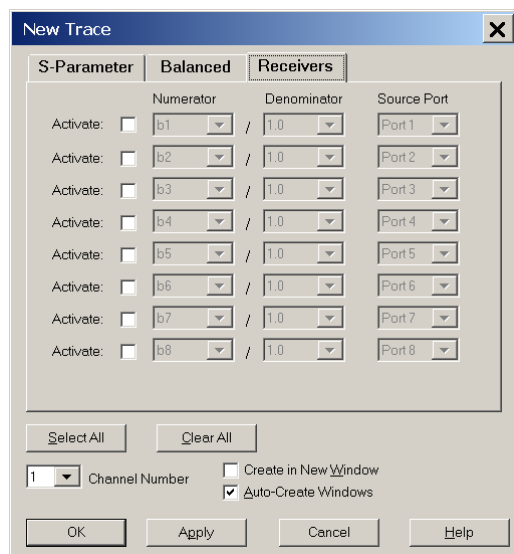 New Trace
S-Parameter Balanced Receivers
Numerator Denominator Source Port
Activate: b1 / 1.0 Port 1
Activate: b2 / 1.0 Port 2
Activate: b3 / 1.0 Port 3
Activate: b4 / 1.0 Port 4
Activate: b5 / 1.0 Port 5
Activate: b6 / 1.0 Port 6
Activate: b7 / 1.0 Port 7
Activate: b8 / 1.0 Port 8
Select All Clear All
1 Channel Number
Create in New Window
Auto-Create Windows
OK Apply Cancel Help